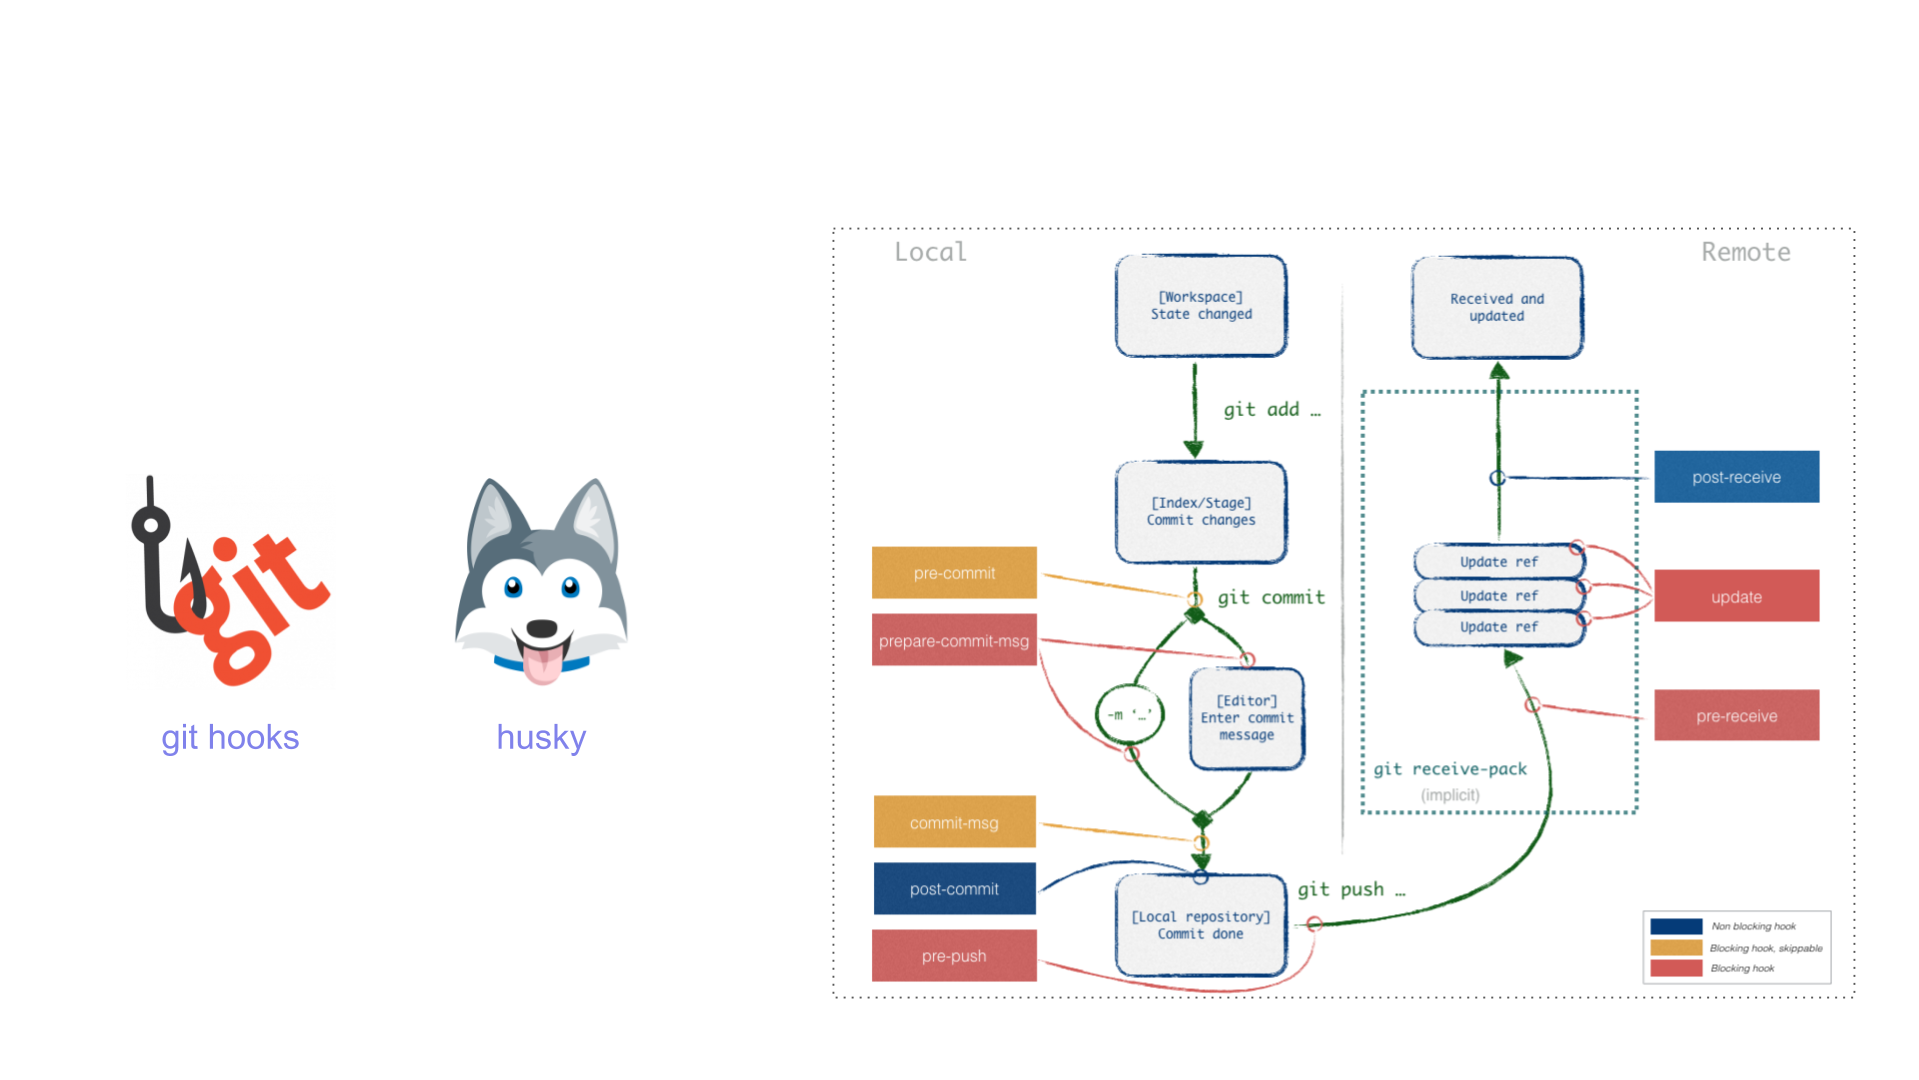 git
git hooks
husky
Local
Remote
[Workspace]
State changed
git add …
[Index/Stage]
Commit changes
pre-commit
git commit
prepare-commit-msg
-m ‘…’
[Editor]
Enter commit
message
commit-msg
post-commit
[Local repository]
Commit done
pre-push
git push …
Received and
updated
post-receive
Update ref
Update ref
Update ref
update
pre-receive
git receive-pack
(implicit)
Non blocking hook
Blocking hook, skippable
Blocking hook